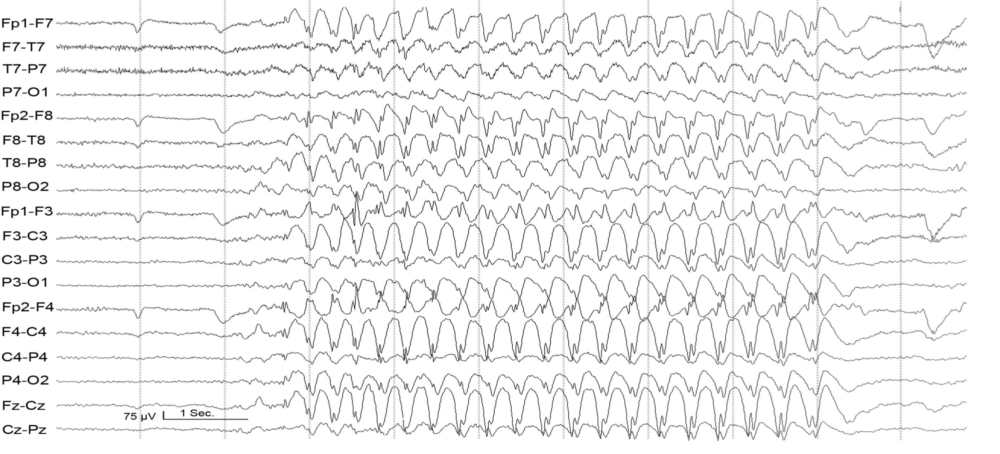 Fp1-F7
F7-T7
T7-P7
P7-O1
Fp2-F8
F8-T8
T8-P8
P8-O2
Fp1-F3
F3-C3
C3-P3
P3-O1
Fp2-F4
F4-C4
C4-P4
P4-O2
Fz-Cz
75 µV 1 Sec.
Cz-Pz